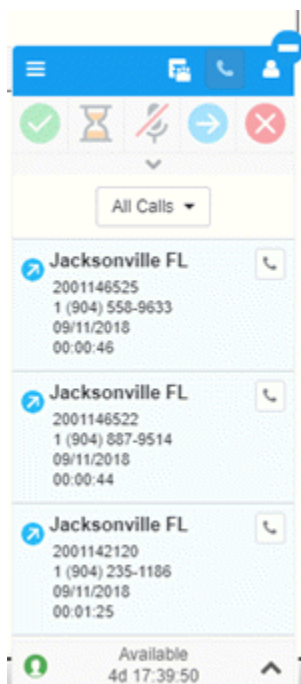 All Calls
Jacksonville FL
2001146525
1 (904) 558-9633
09/11/2018
00:00:46
Jacksonville FL
2001146522
1 (904) 887-9514
09/11/2018
00:00:44
Jacksonville FL
2001142120
1 (904) 235-1186
09/11/2018
00:01:25
Available
4d 17:39:50